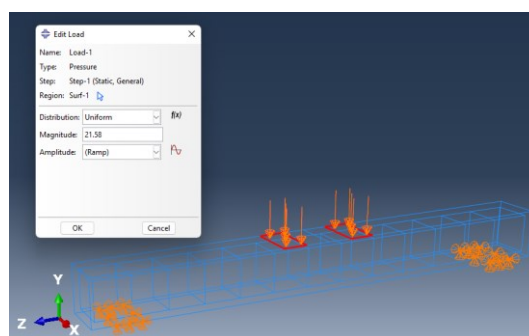 Edit Load
Name: Load-1
Type: Pressure
Step: Step-1 (Static, General)
Region: Surf-1
Distribution: Uniform f(x)
Magnitude: 21.58
Amplitude: (Ramp)
OK Cancel
Y
Z X